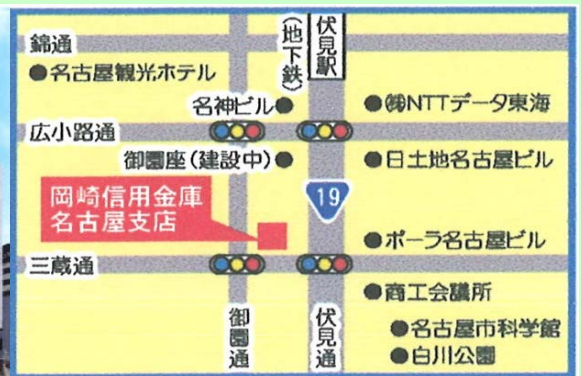 錦通
(地下鉄)
伏見駅
●名古屋観光ホテル
名神ビル●
●㈱NTTデータ東海
広小路通
御園座(建設中)●
●日土地名古屋ビル
岡崎信用金庫
名古屋支店
19
●ポーラ名古屋ビル
三蔵通
●商工会議所
御園通
伏見通
●名古屋市科学館
●白川公園